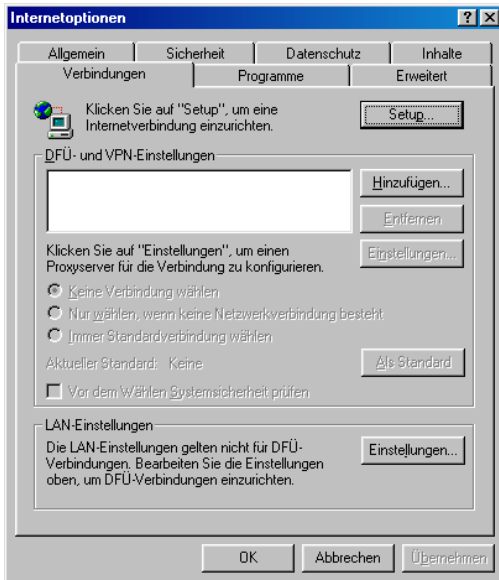 Internetoptionen
Allgemein Sicherheit Datenschutz Inhalte
Verbindungen Programme Erweitert
Klicken Sie auf "Setup", um eine
Internetverbindung einzurichten.
Setup...
DFÜ- und VPN-Einstellungen
Hinzufügen...
Entfernen
Klicken Sie auf "Einstellungen", um einen
Proxyserver für die Verbindung zu konfigurieren.
Einstellungen...
Keine Verbindung wählen
Nur wählen, wenn keine Netzwerkverbindung besteht
Immer Standardverbindung wählen
Aktueller Standard: Keine
Als Standard
Vor dem Wählen Systemsicherheit prüfen
LAN-Einstellungen
Die LAN-Einstellungen gelten nicht für DFÜ-
Verbindungen. Bearbeiten Sie die Einstellungen
oben, um DFÜ-Verbindungen einzurichten.
Einstellungen...
OK Abbrechen Übernehmen